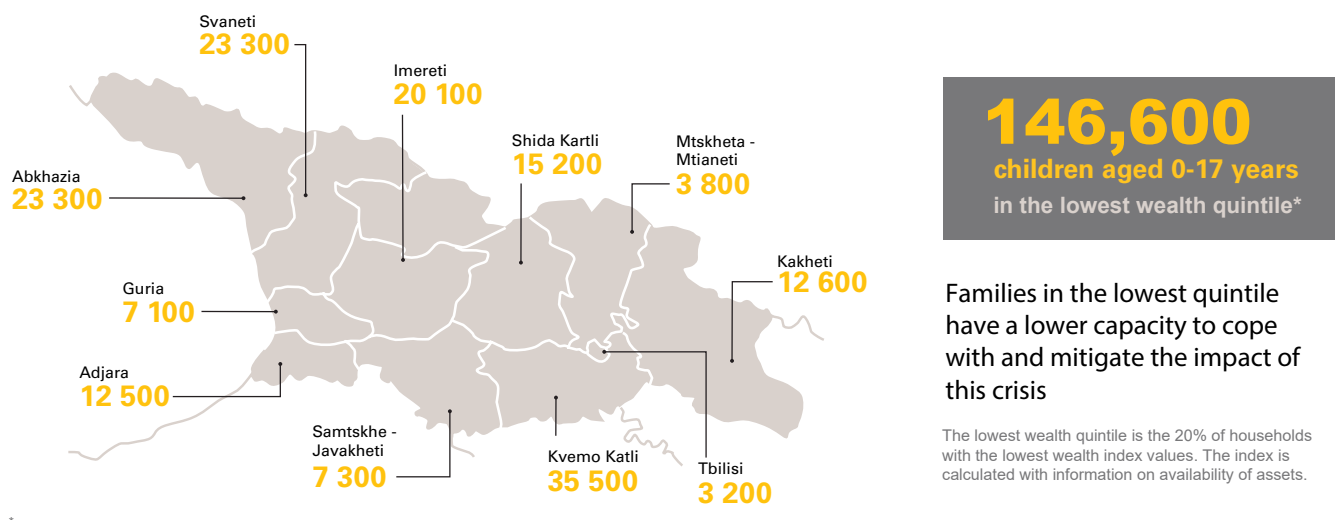 Svaneti
23 300
Imereti
20 100
Shida Kartli
15 200
Mtskheta -
Mtianeti
3 800
Abkhazia
23 300
Kakheti
12 600
Guria
7 100
Adjara
12 500
Samtskhe -
Javakheti
7 300
Kvemo Katli
35 500
Tbilisi
3 200
146,600
children aged 0-17 years
in the lowest wealth quintile*
Families in the lowest quintile
have a lower capacity to cope
with and mitigate the impact of
this crisis
The lowest wealth quintile is the 20% of households
with the lowest wealth index values. The index is
calculated with information on availability of assets.
*